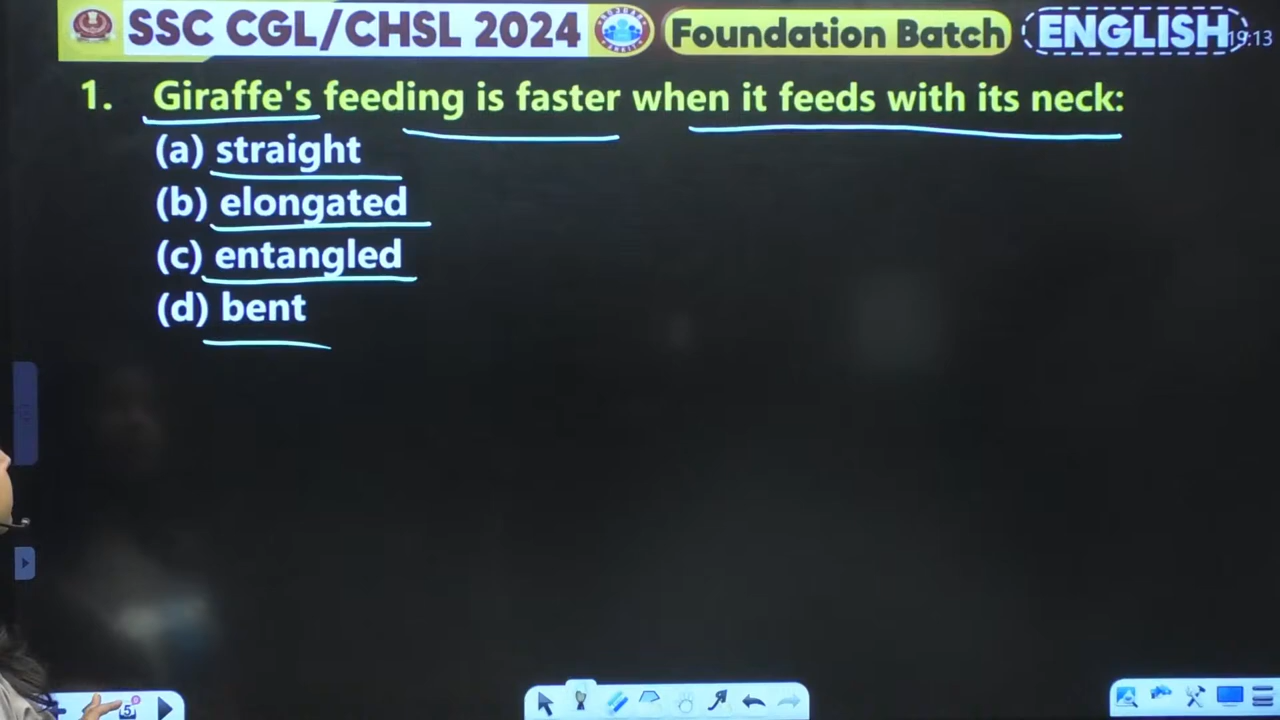 SSC CGL/CHSL 2024 Foundation Batch ENGLISH 19:13
1. Giraffe's feeding is faster when it feeds with its neck:
(a) straight
(b) elongated
(c) entangled
(d) bent